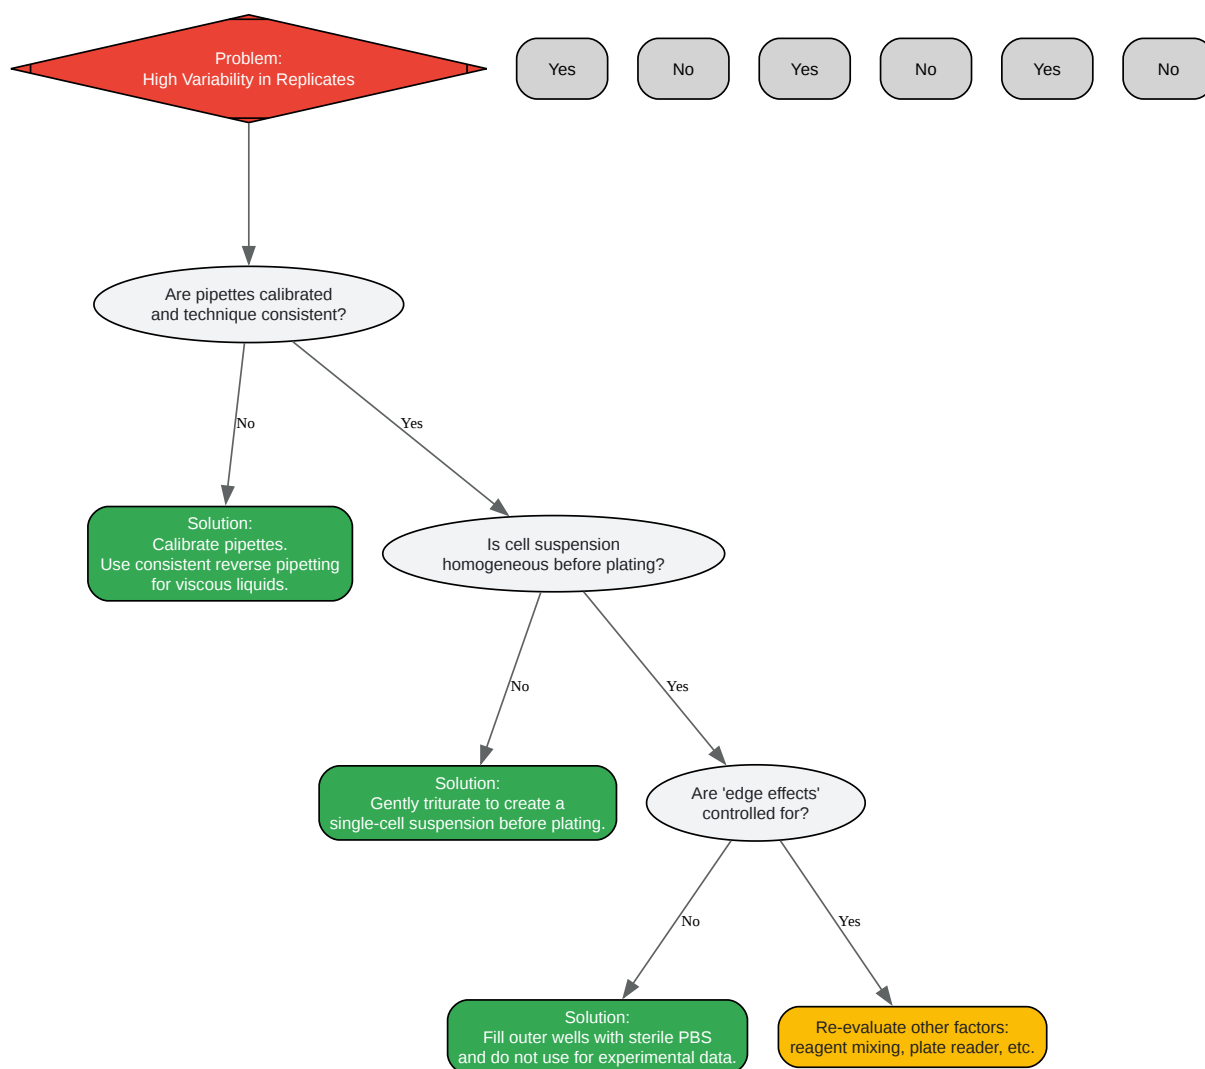 Problem:
High Variability in Replicates
Yes
No
Yes
No
Yes
No
Are pipettes calibrated
and technique consistent?
No
Yes
Solution:
Calibrate pipettes.
Use consistent reverse pipetting
for viscous liquids.
Is cell suspension
homogeneous before plating?
No
Yes
Solution:
Gently triturate to create a
single-cell suspension before plating.
Are 'edge effects'
controlled for?
No
Yes
Solution:
Fill outer wells with sterile PBS
and do not use for experimental data.
Re-evaluate other factors:
reagent mixing, plate reader, etc.